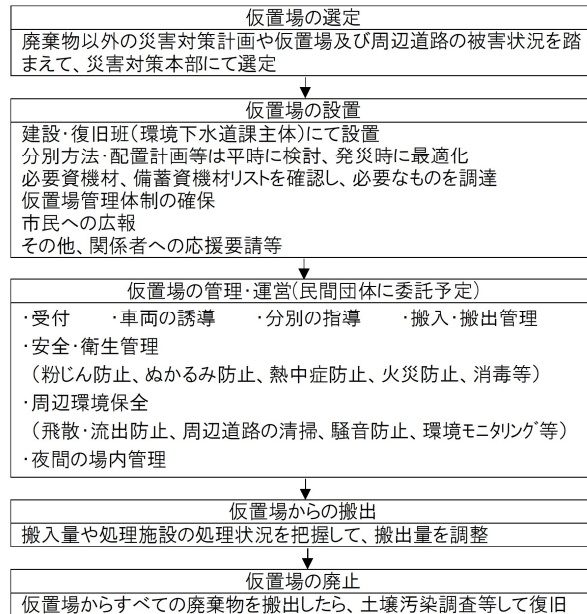 仮置場の選定
廃棄物以外の災害対策計画や仮置場及び周辺道路の被害状況を踏
まえて、災害対策本部にて選定
仮置場の設置
建設・復旧班(環境下水道課主体)にて設置
分別方法・配置計画等は平時に検討、発災時に最適化
必要資機材、備蓄資機材リストを確認し、必要なものを調達
仮置場管理体制の確保
市民への広報
その他、関係者への応援要請等
仮置場の管理・運営(民間団体に委託予定)
・受付 ・車両の誘導 ・分別の指導 ・搬入・搬出管理
・安全・衛生管理
(粉じん防止、ぬかるみ防止、熱中症防止、火災防止、消毒等)
・周辺環境保全
(飛散・流出防止、周辺道路の清掃、騒音防止、環境モニタリング等)
・夜間の場内管理
仮置場からの搬出
搬入量や処理施設の処理状況を把握して、搬出量を調整
仮置場の廃止
仮置場からすべての廃棄物を搬出したら、土壌汚染調査等して復旧